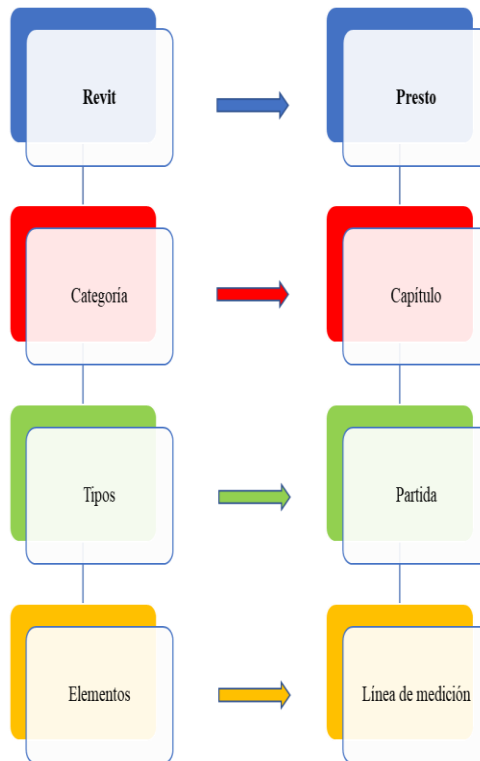 Revit
Presto
Categoría
Capítulo
Tipos
Partida
Elementos
Línea de medición